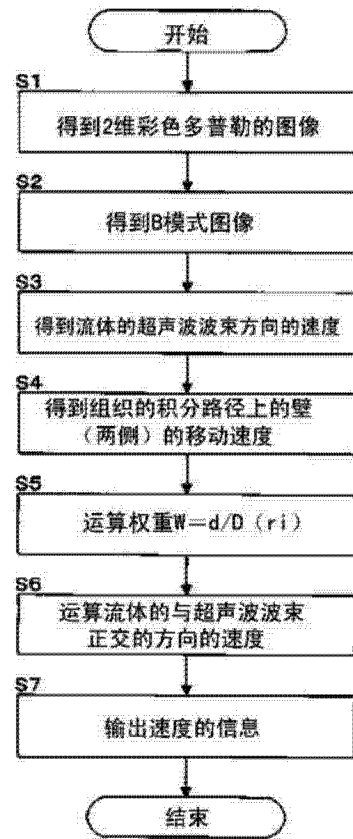 开始
S1
得到2维彩色多普勒的图像
S2
得到B模式图像
S3
得到流体的超声波波束方向的速度
S4
得到组织的积分路径上的壁
（两侧）的移动速度
S5
运算权重W=d/D（ri）
S6
运算流体的与超声波波束
正交的方向的速度
S7
输出速度的信息
结束